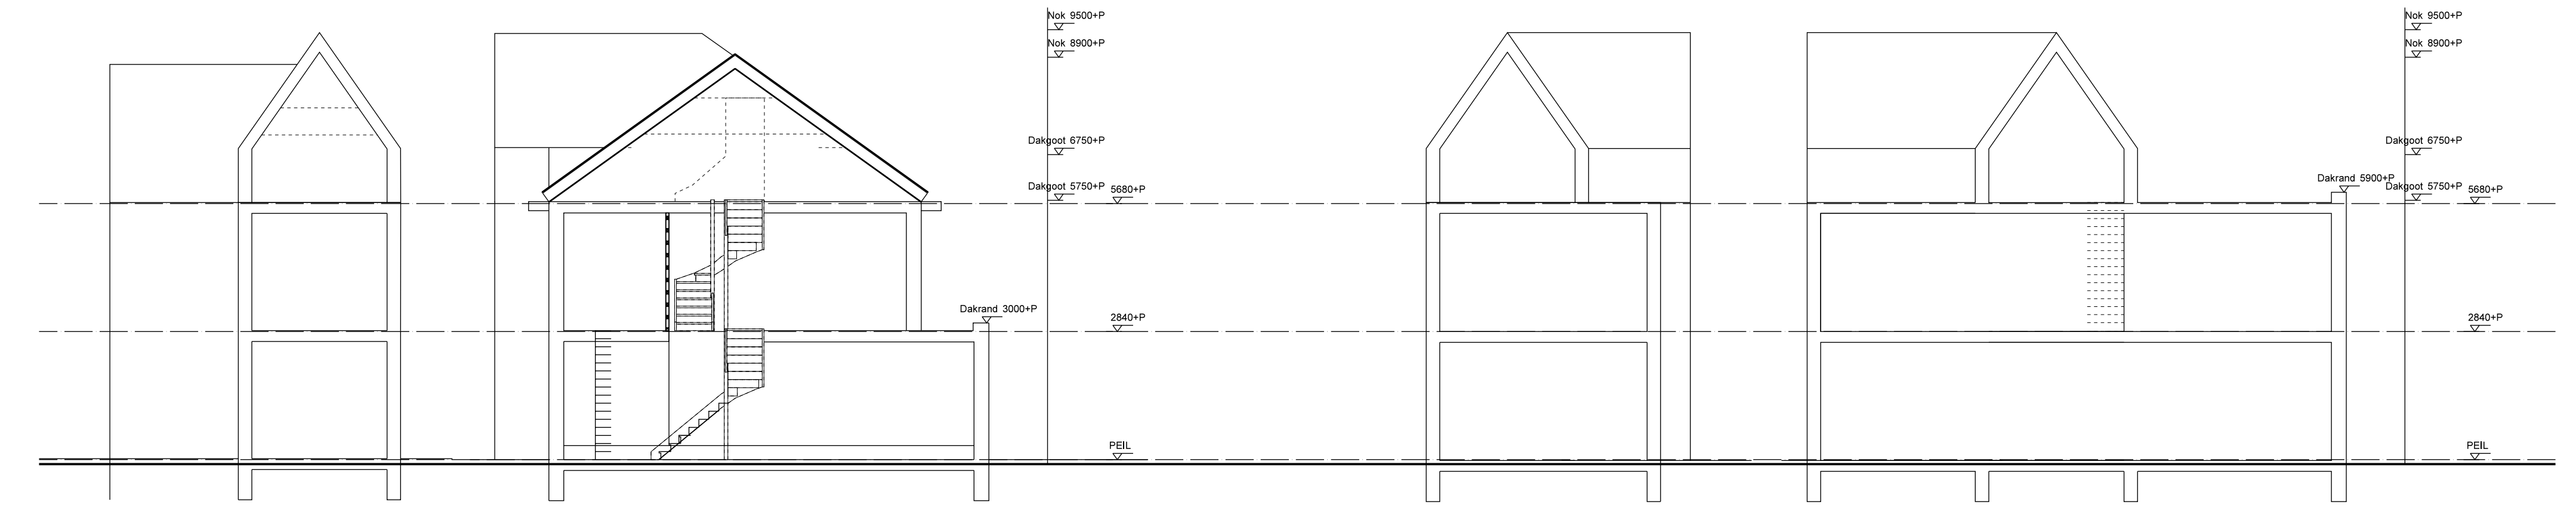 Nok 9500+P
Nok 8900+P
Dakgoot 6750+P
Dakgoot 5750+P
5680+P
Dakrand 3000+P
2840+P
PEIL
Nok 9500+P
Nok 8900+P
Dakgoot 6750+P
Dakrand 5900+P
Dakgoot 5750+P
5680+P
2840+P
PEIL